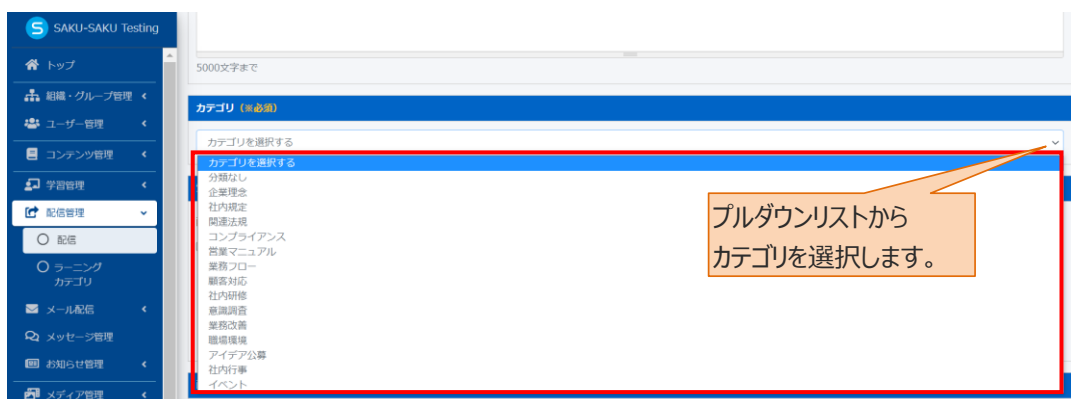 SAKU-SAKU Testing
トップ
組織・グループ管理
ユーザー管理
コンテンツ管理
学習管理
配信管理
配信
ラーニング
カテゴリ
メール配信
メッセージ管理
お知らせ管理
メディア管理
5000文字まで
カテゴリ（※必須）
カテゴリを選択する
カテゴリを選択する
分類なし
企業理念
社内規定
関連法規
コンプライアンス
営業マニュアル
業務フロー
顧客対応
社内研修
意識調査
業務改善
職場環境
アイデア公募
社内行事
イベント
プルダウンリストから
カテゴリを選択します。